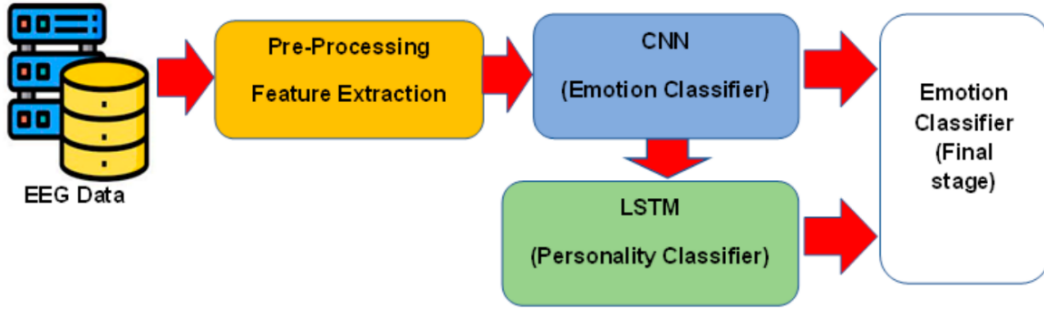 EEG Data
Pre-Processing
Feature Extraction
CNN
(Emotion Classifier)
LSTM
(Personality Classifier)
Emotion
Classifier
(Final
stage)